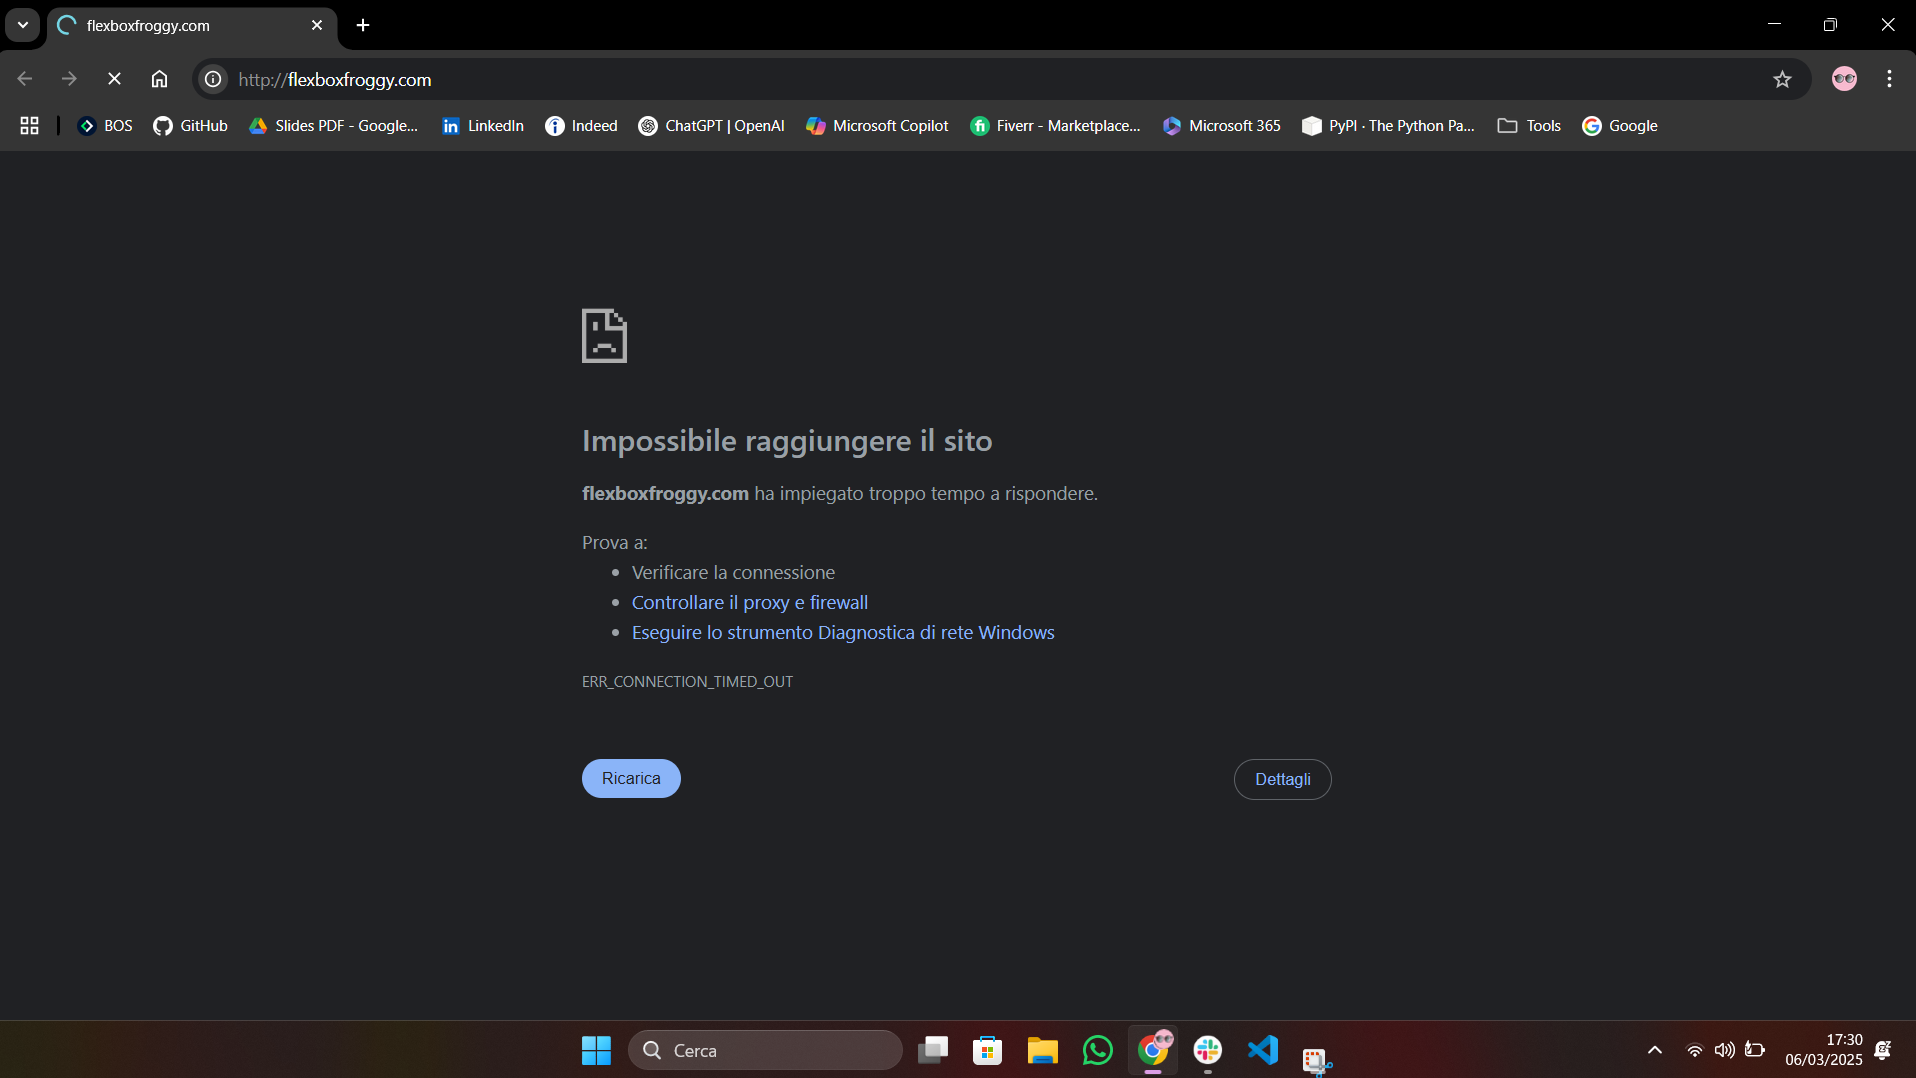 flexboxfroggy.com
http://flexboxfroggy.com
BOS
GitHub
Slides PDF - Google...
LinkedIn
Indeed
ChatGPT | OpenAI
Microsoft Copilot
Fiverr - Marketplace...
Microsoft 365
PyPI · The Python Pa...
Tools
Google
Impossibile raggiungere il sito
flexboxfroggy.com ha impiegato troppo tempo a rispondere.
Prova a:
Verificare la connessione
Controllare il proxy e firewall
Eseguire lo strumento Diagnostica di rete Windows
ERR_CONNECTION_TIMED_OUT
Ricarica
Dettagli
Cerca
17:30
06/03/2025